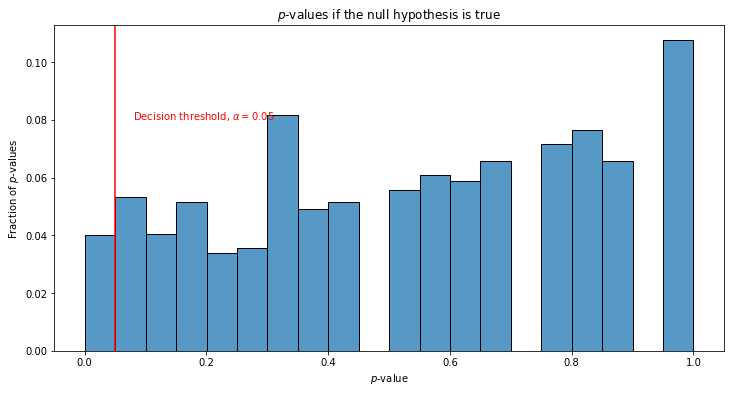 p-values if the null hypothesis is true
Decision threshold, α = 0.05
Fraction of p-values
0.10
0.08
0.06
0.04
0.02
0.00
0.0 0.2 0.4 0.6 0.8 1.0
p-value